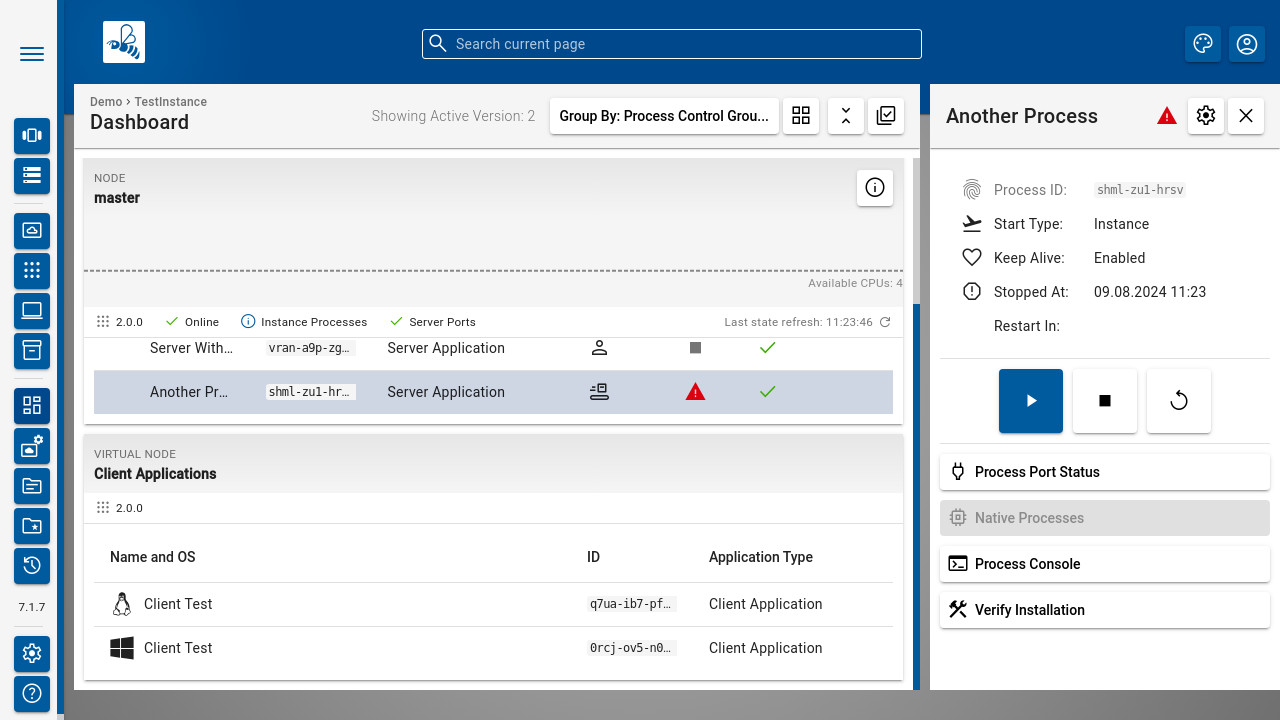 Search current page
Demo › TestInstance
Dashboard
Showing Active Version: 2
Group By: Process Control Grou...
NODE
master
Available CPUs: 4
2.0.0 Online Instance Processes Server Ports Last state refresh: 11:23:46
Server With... vran-a9p-zg... Server Application
Another Pr... shml-zu1-hr... Server Application
VIRTUAL NODE
Client Applications
2.0.0
Name and OS ID Application Type
Client Test q7ua-ib7-pf... Client Application
Client Test 0rcj-ov5-n0... Client Application
7.1.7
Another Process
Process ID: shml-zu1-hrsv
Start Type: Instance
Keep Alive: Enabled
Stopped At: 09.08.2024 11:23
Restart In:
Process Port Status
Native Processes
Process Console
Verify Installation